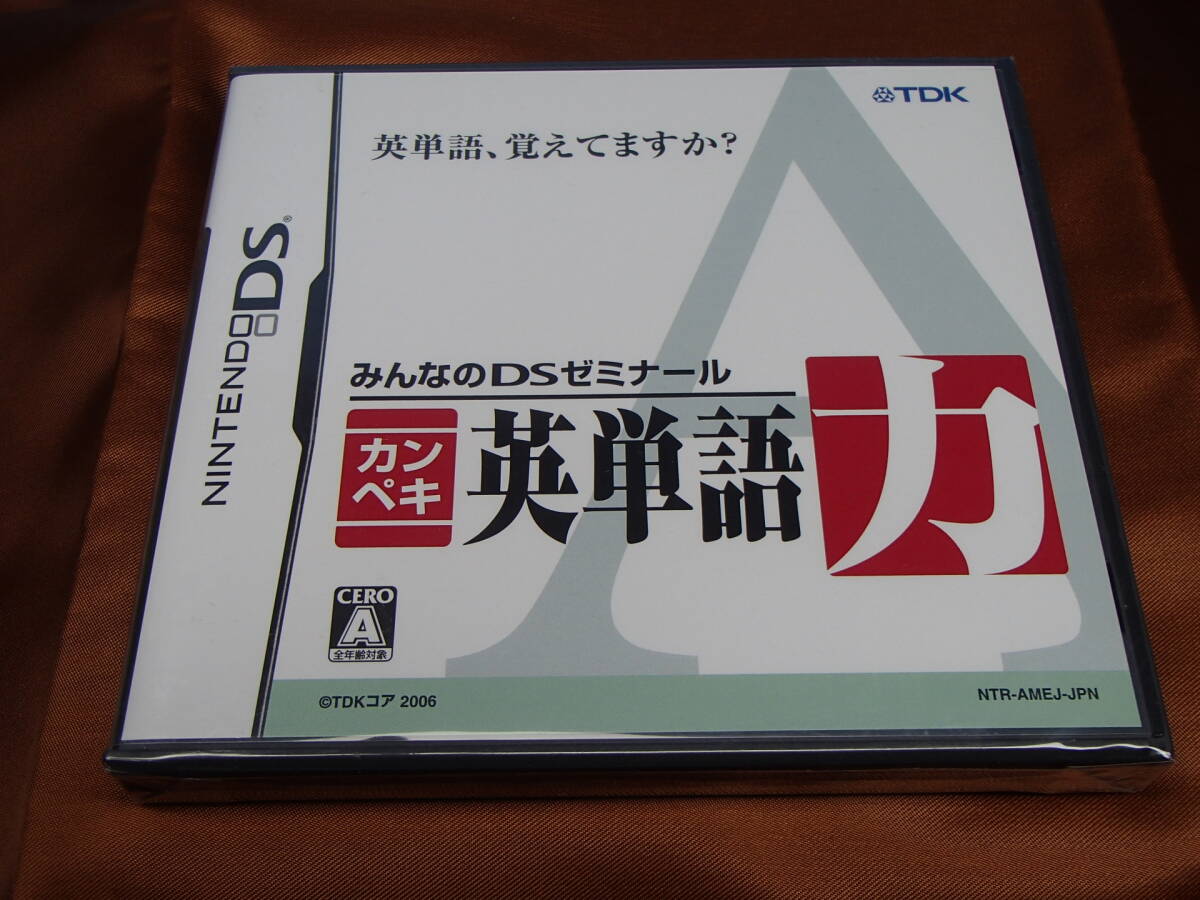 TDK
英単語、覚えてますか?
NINTENDO DS®
みんなのDSゼミナール
カン
ペキ
英単語力
CERO
A
全年齢対象
©TDKコア 2006
NTR-AMEJ-JPN